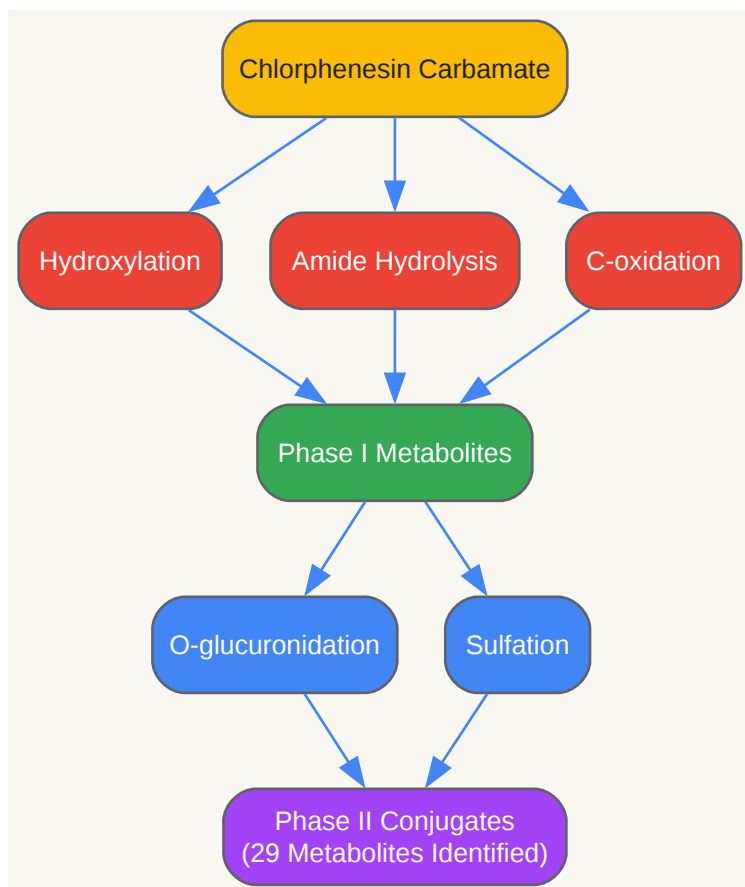 Chlorphenesin Carbamate
Hydroxylation
Amide Hydrolysis
C-oxidation
Phase I Metabolites
O-glucuronidation
Sulfation
Phase II Conjugates
(29 Metabolites Identified)